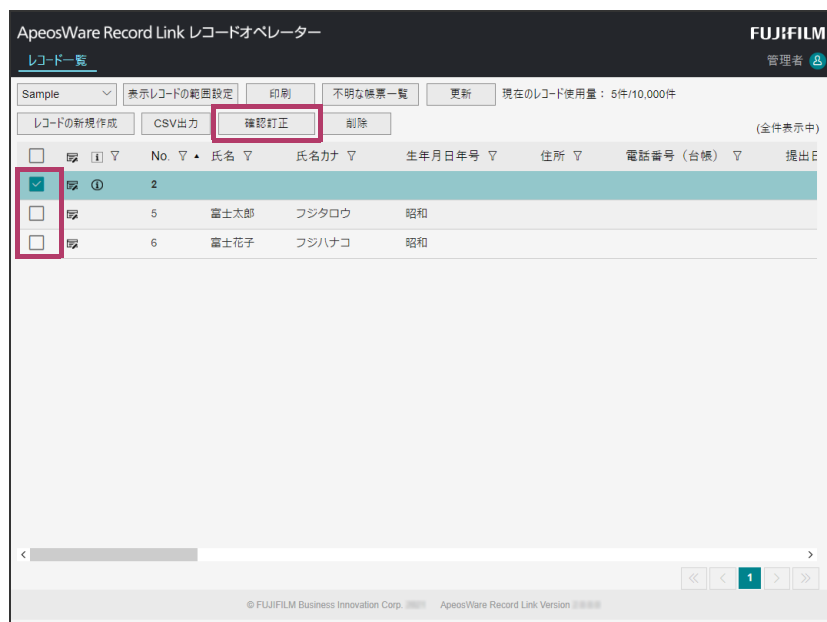 ApeosWare Record Link レコードオペレーター
FUJIFILM
レコード一覧
管理者
Sample 表示レコードの範囲設定 印刷 不明な帳票一覧 更新 現在のレコード使用量： 5件/10,000件
レコードの新規作成 CSV出力 確認訂正 削除
(全件表示中)
No. 氏名 氏名カナ 生年月日年号 住所 電話番号（台帳） 提出日
2
5 富士太郎 フジタロウ 昭和
6 富士花子 フジハナコ 昭和
1
© FUJIFILM Business Innovation Corp. ApeosWare Record Link Version